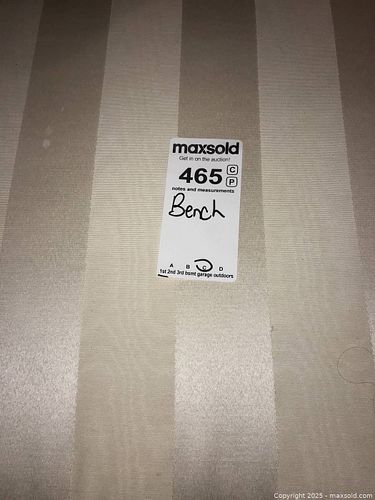 maxsold
Get in on the auction!
465 C
P
notes and measurements
Bench
A B C D
1st 2nd 3rd bsmt garage outdoors
Copyright 2025 - maxsold.com